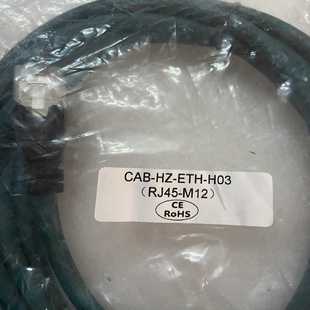 CAB-HZ-ETH-H03
（RJ45-M12）
CE
RoHS